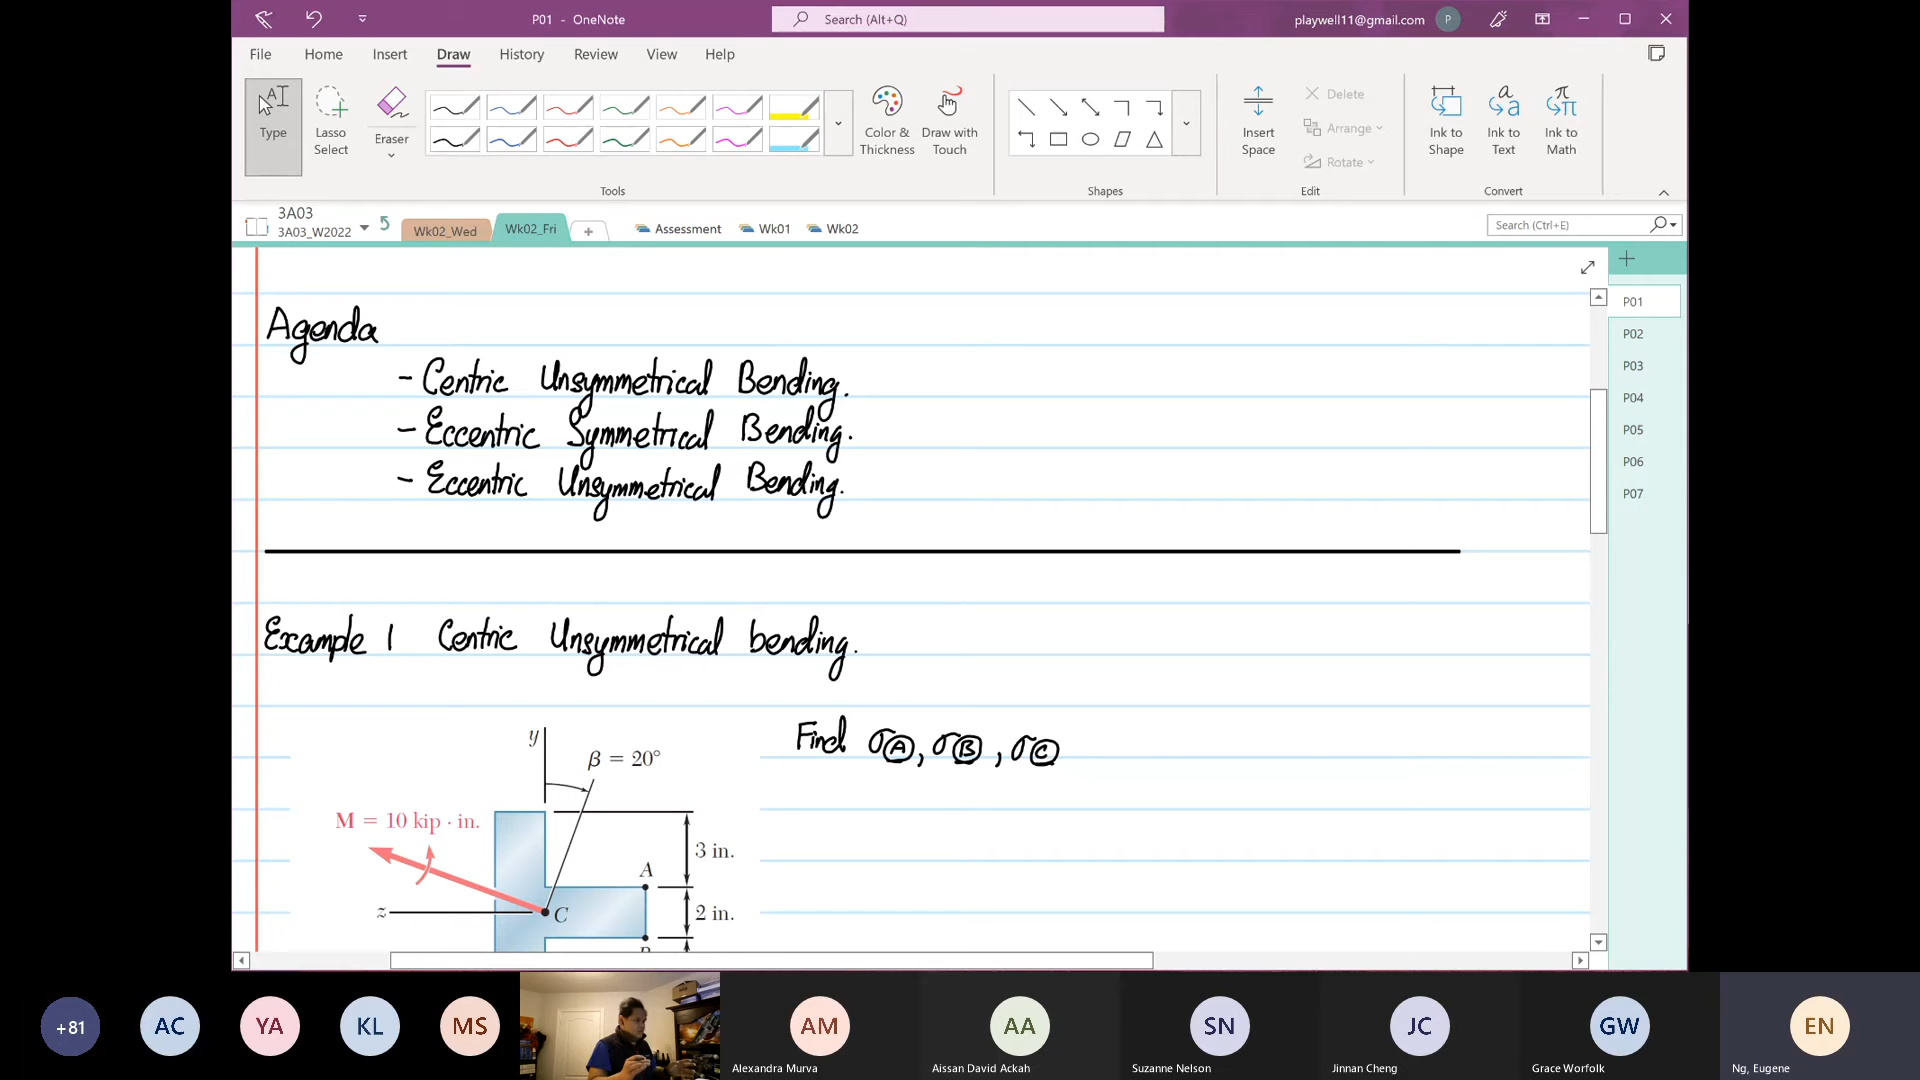 P01 - OneNote
Search (Alt+Q)
playwell11@gmail.com
P
File Home Insert Draw History Review View Help
Type
Lasso Select
Eraser
Color & Thickness
Draw with Touch
Insert Space
Delete
Arrange
Rotate
Ink to Shape
Ink to Text
Ink to Math
Tools
Shapes
Edit
Convert
3A03
3A03_W2022
Wk02_Wed
Wk02_Fri
Assessment
Wk01
Wk02
Search (Ctrl+E)
P01
P02
P03
P04
P05
P06
P07
Agenda
- Centric Unsymmetrical Bending.
- Eccentric Symmetrical Bending.
- Eccentric Unsymmetrical Bending.
Example 1 Centric Unsymmetrical bending.
Find σA, σB, σC
y
β = 20°
M = 10 kip · in.
3 in.
A
z
C
2 in.
+81
AC
YA
KL
MS
AM
AA
SN
JC
GW
EN
Alexandra Murva
Aissan David Ackah
Suzanne Nelson
Jinnan Cheng
Grace Worfolk
Ng, Eugene